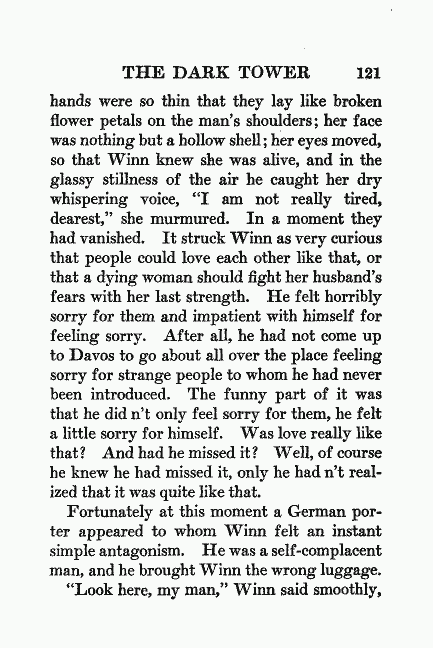 THE DARK TOWER 121
hands were so thin that they lay like broken
flower petals on the man's shoulders; her face
was nothing but a hollow shell; her eyes moved,
so that Winn knew she was alive, and in the
glassy stillness of the air he caught her dry
whispering voice, "I am not really tired,
dearest," she murmured. In a moment they
had vanished. It struck Winn as very curious
that people could love each other like that, or
that a dying woman should fight her husband's
fears with her last strength. He felt horribly
sorry for them and impatient with himself for
feeling sorry. After all, he had not come up
to Davos to go about all over the place feeling
sorry for strange people to whom he had never
been introduced. The funny part of it was
that he did n't only feel sorry for them, he felt
a little sorry for himself. Was love really like
that? And had he missed it? Well, of course
he knew he had missed it, only he had n't real-
ized that it was quite like that.
Fortunately at this moment a German por-
ter appeared to whom Winn felt an instant
simple antagonism. He was a self-complacent
man, and he brought Winn the wrong luggage.
"Look here, my man," Winn said smoothly,